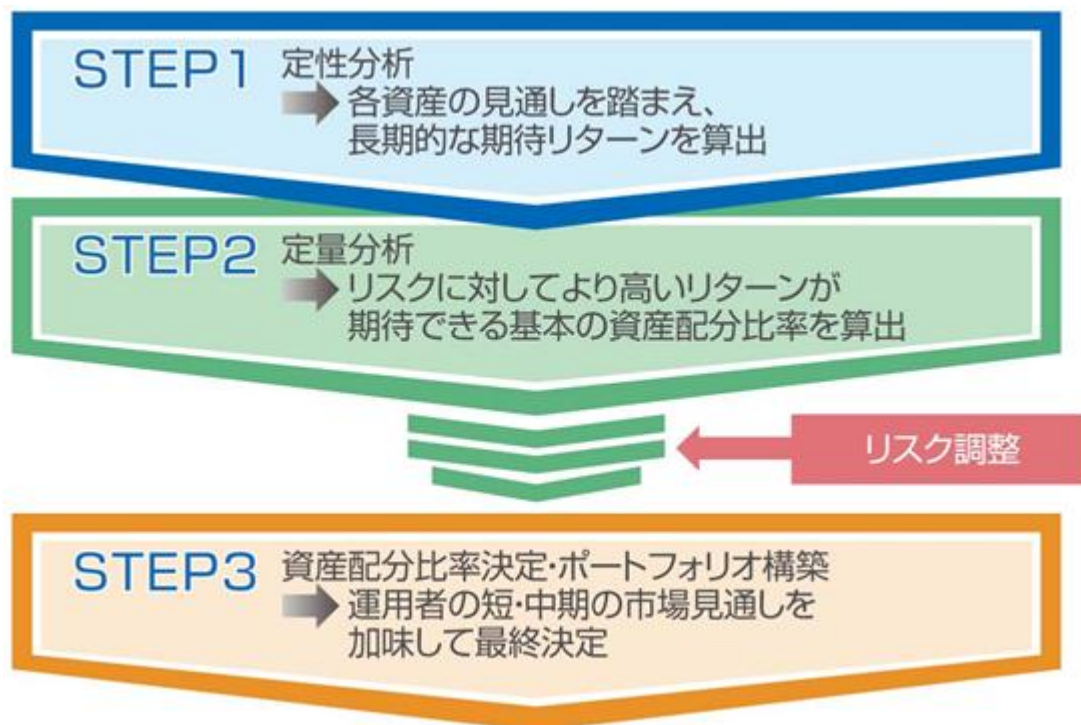 STEP1 定性分析
各資産の見通しを踏まえ、
長期的な期待リターンを算出
STEP2 定量分析
リスクに対してより高いリターンが
期待できる基本の資産配分比率を算出
リスク調整
STEP3 資産配分比率決定・ポートフォリオ構築
運用者の短・中期の市場見通しを
加味して最終決定